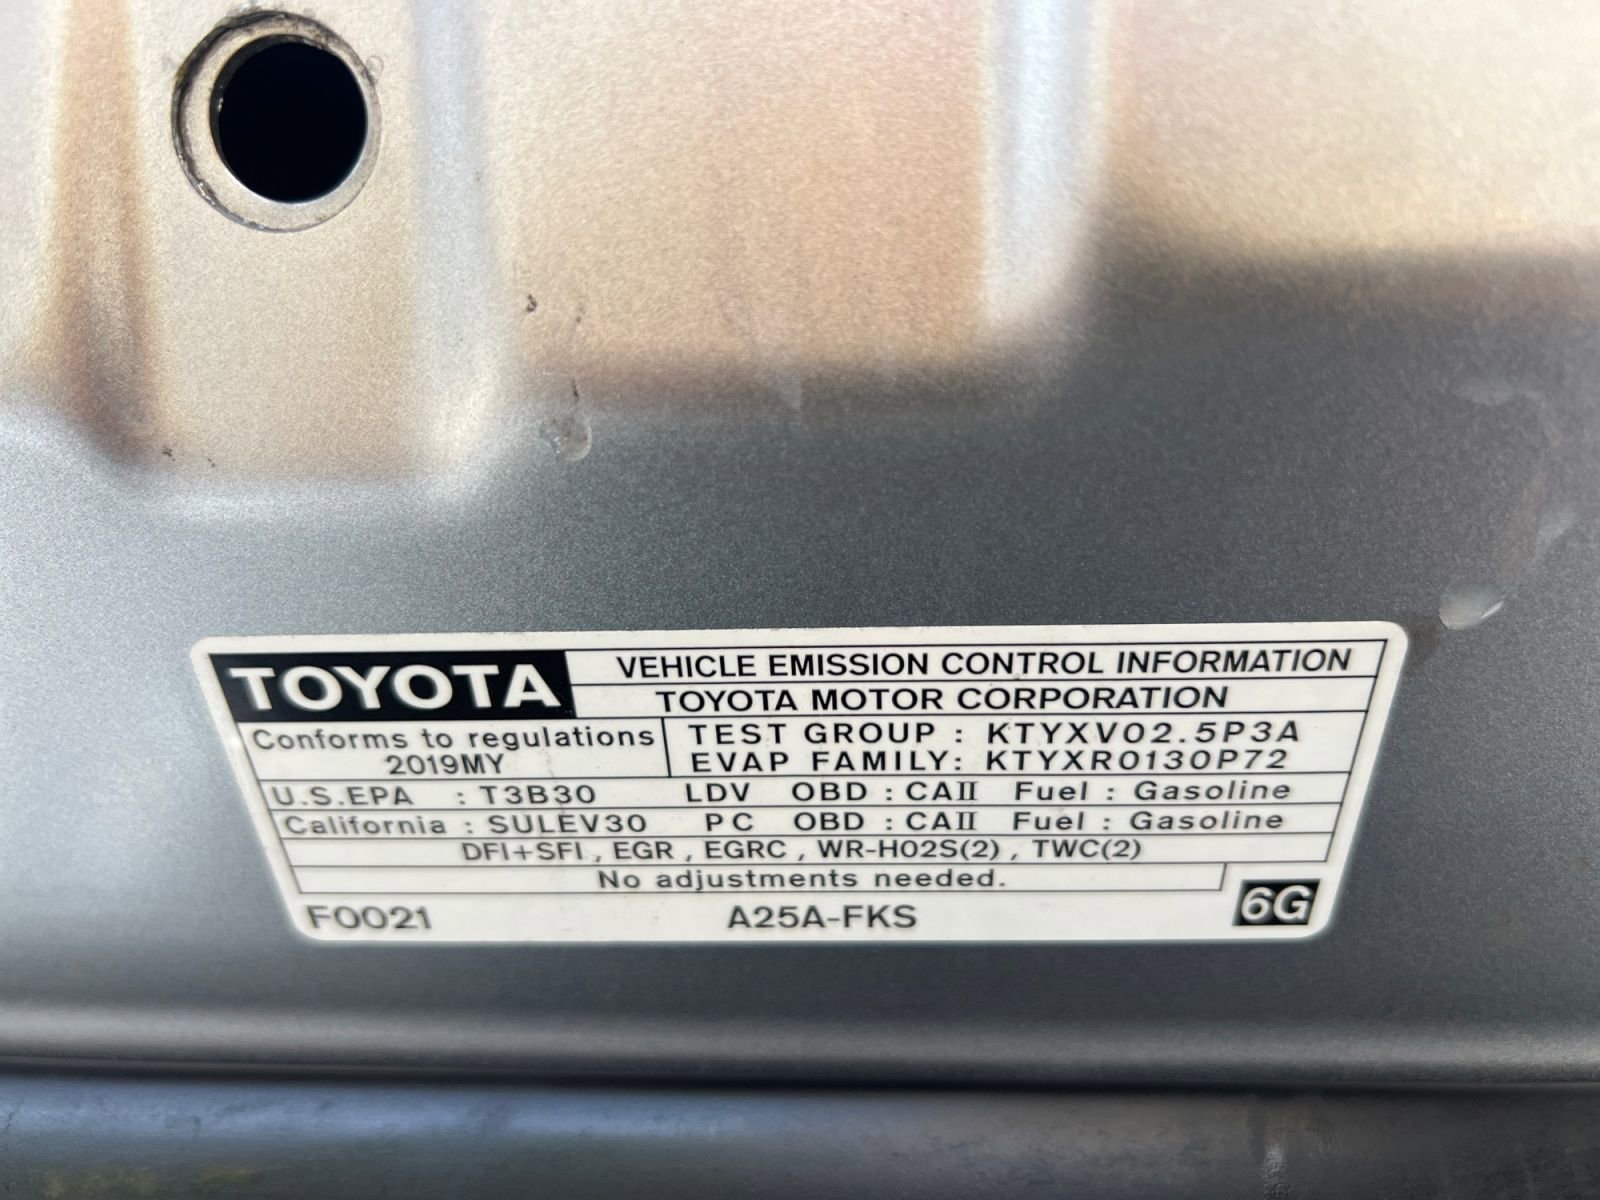 TOYOTA VEHICLE EMISSION CONTROL INFORMATION
TOYOTA MOTOR CORPORATION
Conforms to regulations
2019MY
TEST GROUP : KTYXV02.5P3A
EVAP FAMILY: KTYXR0130P72
U.S.EPA : T3B30 LDV OBD : CAII Fuel : Gasoline
California : SULEV30 PC OBD : CAII Fuel : Gasoline
DFI+SFI , EGR , EGRC , WR-HO2S(2) , TWC(2)
No adjustments needed.
F0021 A25A-FKS 6G